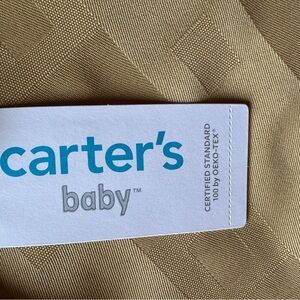 carter's
baby™
CERTIFIED STANDARD
100 by OEKO-TEX®